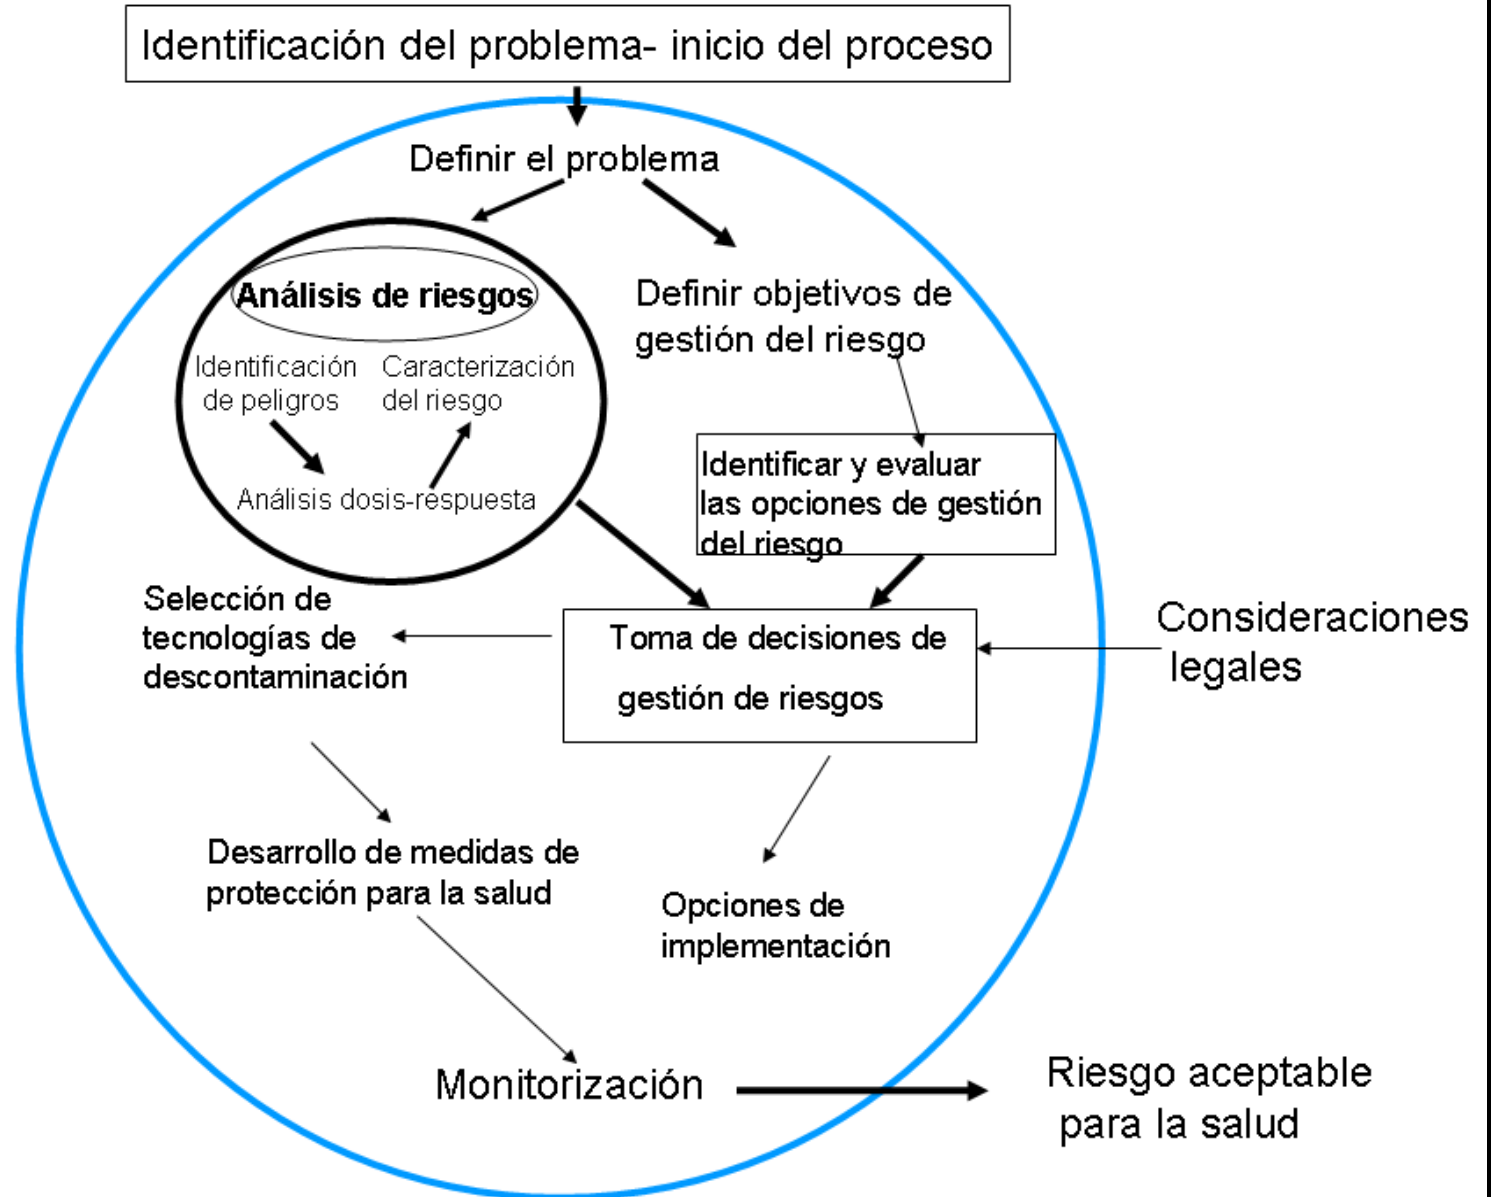 Identificación del problema- inicio del proceso
Definir el problema
Análisis de riesgos
Identificación
de peligros
Caracterización
del riesgo
Análisis dosis-respuesta
Definir objetivos de
gestión del riesgo
Identificar y evaluar
las opciones de gestión
del riesgo
Selección de
tecnologías de
descontaminación
Toma de decisiones de
gestión de riesgos
Consideraciones
legales
Desarrollo de medidas de
protección para la salud
Opciones de
implementación
Monitorización
Riesgo aceptable
para la salud